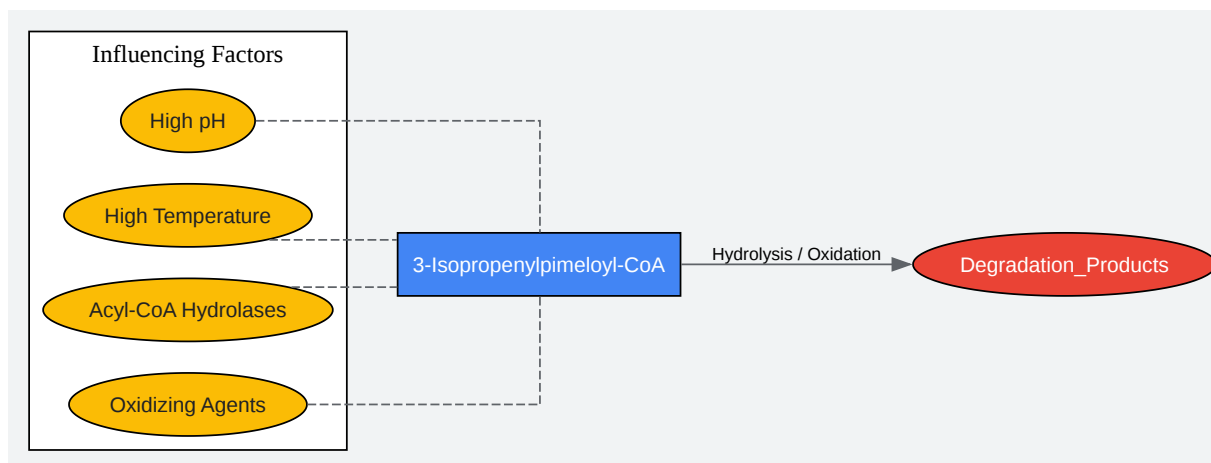 Influencing Factors
High pH
High Temperature
Acyl-CoA Hydrolases
Oxidizing Agents
3-Isopropenylpimeloyl-CoA
Hydrolysis / Oxidation
Degradation_Products